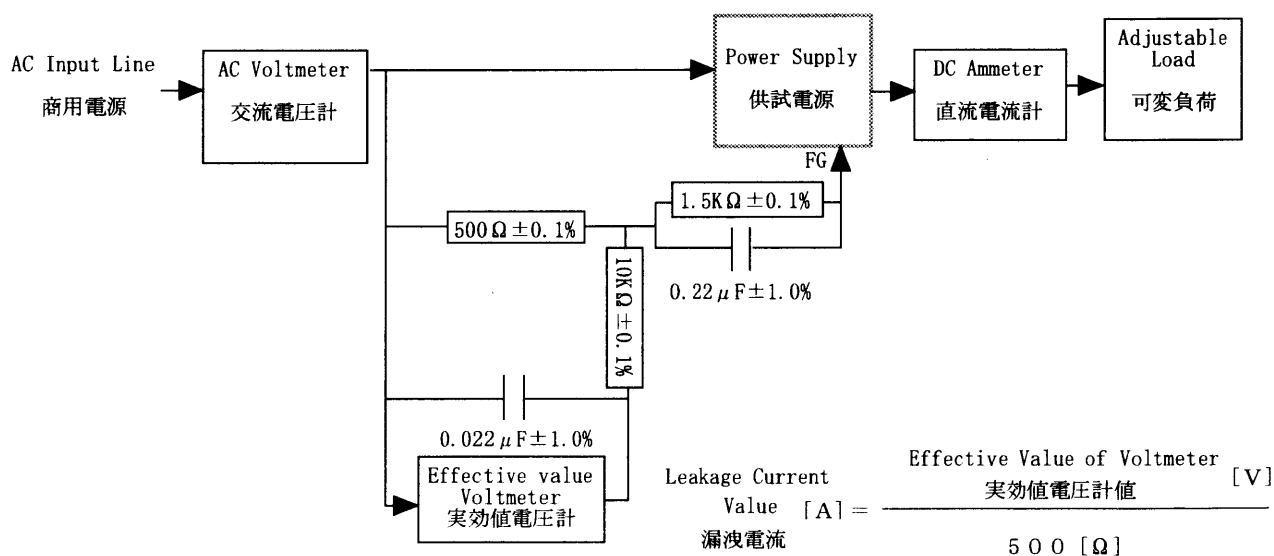 AC Input Line
商用電源
AC Voltmeter
交流電圧計
Power Supply
供試電源
DC Ammeter
直流電流計
Adjustable
Load
可変負荷
FG
1.5KΩ±0.1%
500Ω±0.1%
0.22μF±1.0%
10KΩ±0.1%
0.022μF±1.0%
Effective value
Voltmeter
実効値電圧計
Leakage Current
Value [A]=
漏洩電流
Effective Value of Voltmeter
実効値電圧計値 [V]
500[Ω]